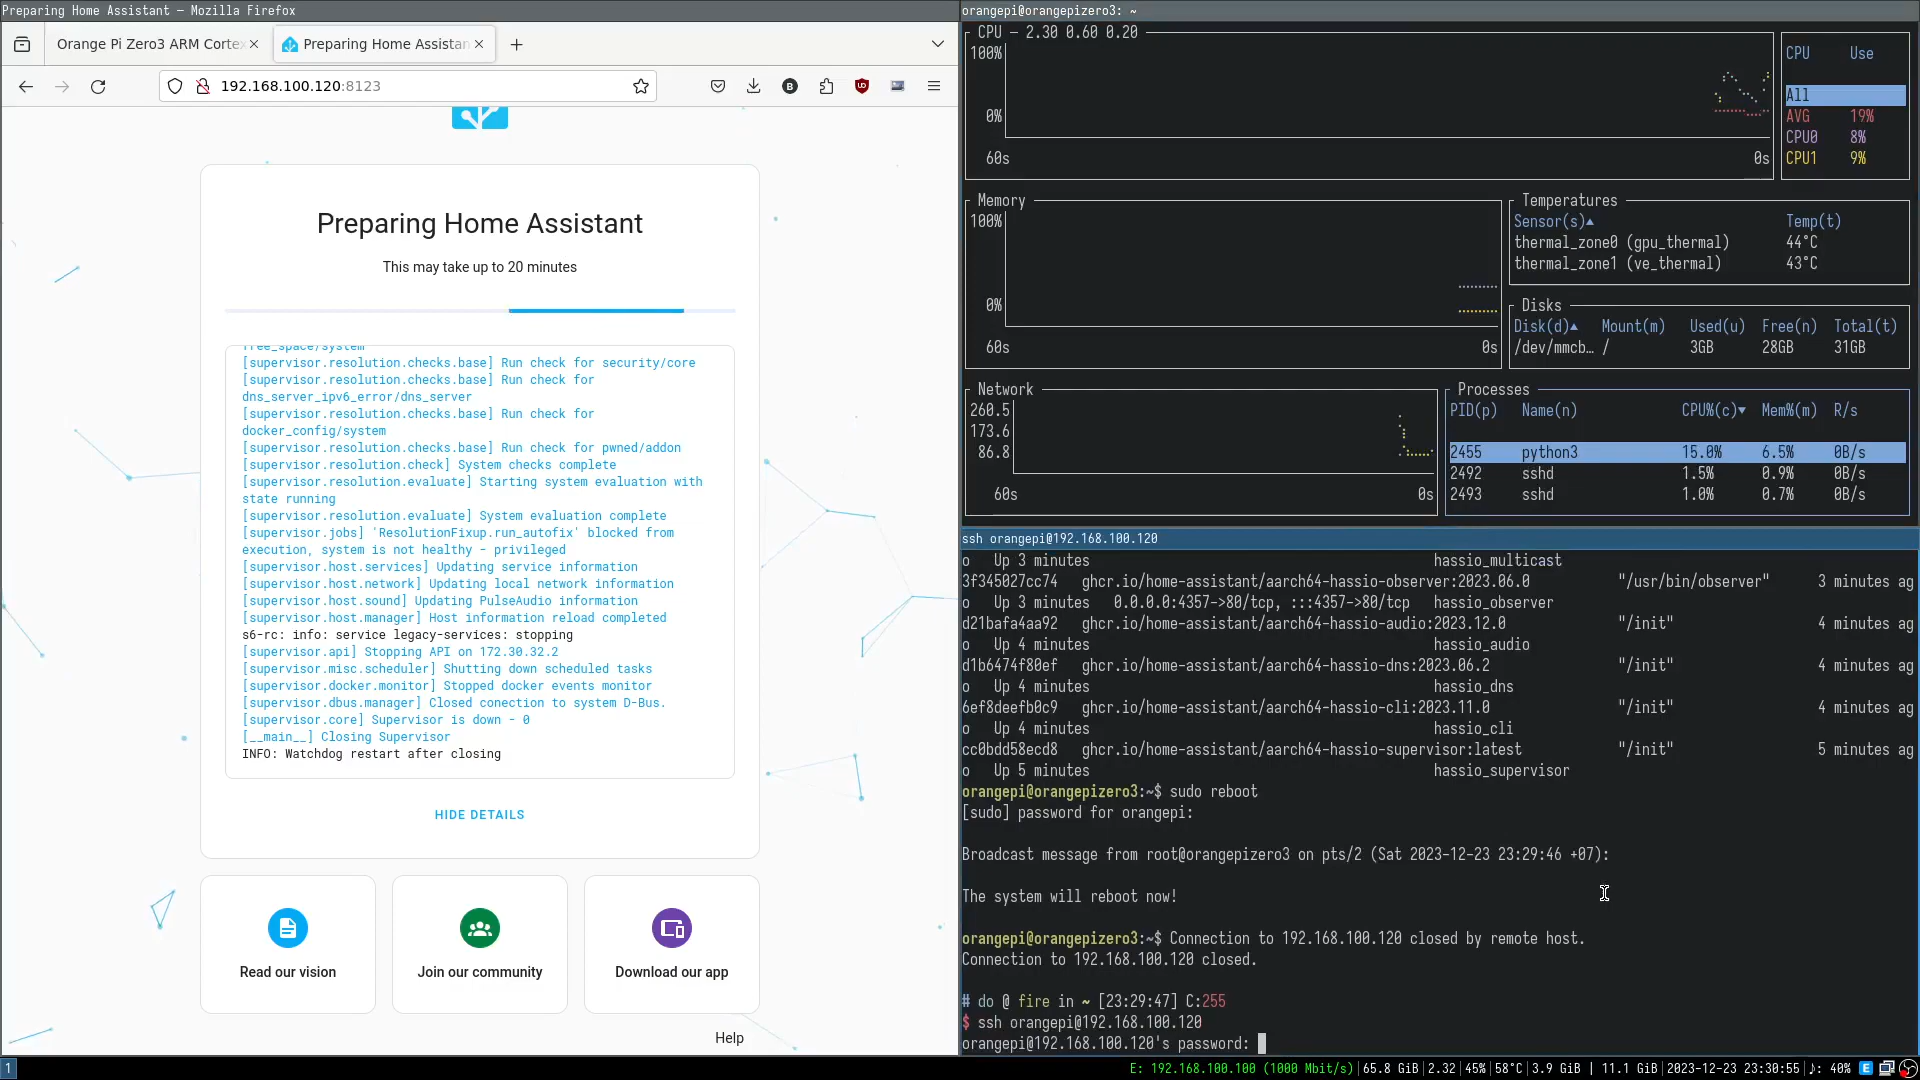 Preparing Home Assistant — Mozilla Firefox
Orange Pi Zero3 ARM Cortex
Preparing Home Assistan
192.168.100.120:8123
Preparing Home Assistant
This may take up to 20 minutes
free_space/system
[supervisor.resolution.checks.base] Run check for security/core
[supervisor.resolution.checks.base] Run check for
dns_server_ipv6_error/dns_server
[supervisor.resolution.checks.base] Run check for
docker_config/system
[supervisor.resolution.checks.base] Run check for pwned/addon
[supervisor.resolution.check] System checks complete
[supervisor.resolution.evaluate] Starting system evaluation with
state running
[supervisor.resolution.evaluate] System evaluation complete
[supervisor.jobs] 'ResolutionFixup.run_autofix' blocked from
execution, system is not healthy - privileged
[supervisor.host.services] Updating service information
[supervisor.host.network] Updating local network information
[supervisor.host.sound] Updating PulseAudio information
[supervisor.host.manager] Host information reload completed
s6-rc: info: service legacy-services: stopping
[supervisor.api] Stopping API on 172.30.32.2
[supervisor.misc.scheduler] Shutting down scheduled tasks
[supervisor.docker.monitor] Stopped docker events monitor
[supervisor.dbus.manager] Closed conection to system D-Bus.
[supervisor.core] Supervisor is down - 0
[__main__] Closing Supervisor
INFO: Watchdog restart after closing
HIDE DETAILS
Read our vision
Join our community
Download our app
Help
orangepi@orangepizero3: ~
CPU — 2.30 0.60 0.20
100%
0%
60s 0s
CPU Use
All
AVG 19%
CPU0 8%
CPU1 9%
Memory
100%
0%
60s 0s
Temperatures
Sensor(s)▲ Temp(t)
thermal_zone0 (gpu_thermal) 44°C
thermal_zone1 (ve_thermal) 43°C
Disks
Disk(d)▲ Mount(m) Used(u) Free(n) Total(t)
/dev/mmcb… / 3GB 28GB 31GB
Network
260.5
173.6
86.8
60s 0s
Processes
PID(p) Name(n) CPU%(c)▼ Mem%(m) R/s
2455 python3 15.0% 6.5% 0B/s
2492 sshd 1.5% 0.9% 0B/s
2493 sshd 1.0% 0.7% 0B/s
ssh orangepi@192.168.100.120
o Up 3 minutes hassio_multicast
3f345027cc74 ghcr.io/home-assistant/aarch64-hassio-observer:2023.06.0 "/usr/bin/observer" 3 minutes ag
o Up 3 minutes 0.0.0.0:4357->80/tcp, :::4357->80/tcp hassio_observer
d21bafa4aa92 ghcr.io/home-assistant/aarch64-hassio-audio:2023.12.0 "/init" 4 minutes ag
o Up 4 minutes hassio_audio
d1b6474f80ef ghcr.io/home-assistant/aarch64-hassio-dns:2023.06.2 "/init" 4 minutes ag
o Up 4 minutes hassio_dns
6ef8deefb0c9 ghcr.io/home-assistant/aarch64-hassio-cli:2023.11.0 "/init" 4 minutes ag
o Up 4 minutes hassio_cli
cc0bdd58ecd8 ghcr.io/home-assistant/aarch64-hassio-supervisor:latest "/init" 5 minutes ag
o Up 5 minutes hassio_supervisor
orangepi@orangepizero3:~$ sudo reboot
[sudo] password for orangepi:
Broadcast message from root@orangepizero3 on pts/2 (Sat 2023-12-23 23:29:46 +07):
The system will reboot now!
orangepi@orangepizero3:~$ Connection to 192.168.100.120 closed by remote host.
Connection to 192.168.100.120 closed.
# do @ fire in ~ [23:29:47] C:255
$ ssh orangepi@192.168.100.120
orangepi@192.168.100.120's password:
1
E: 192.168.100.100 (1000 Mbit/s)|65.8 GiB|2.32|45%|58°C|3.9 GiB | 11.1 GiB|2023-12-23 23:30:55|♪: 40%